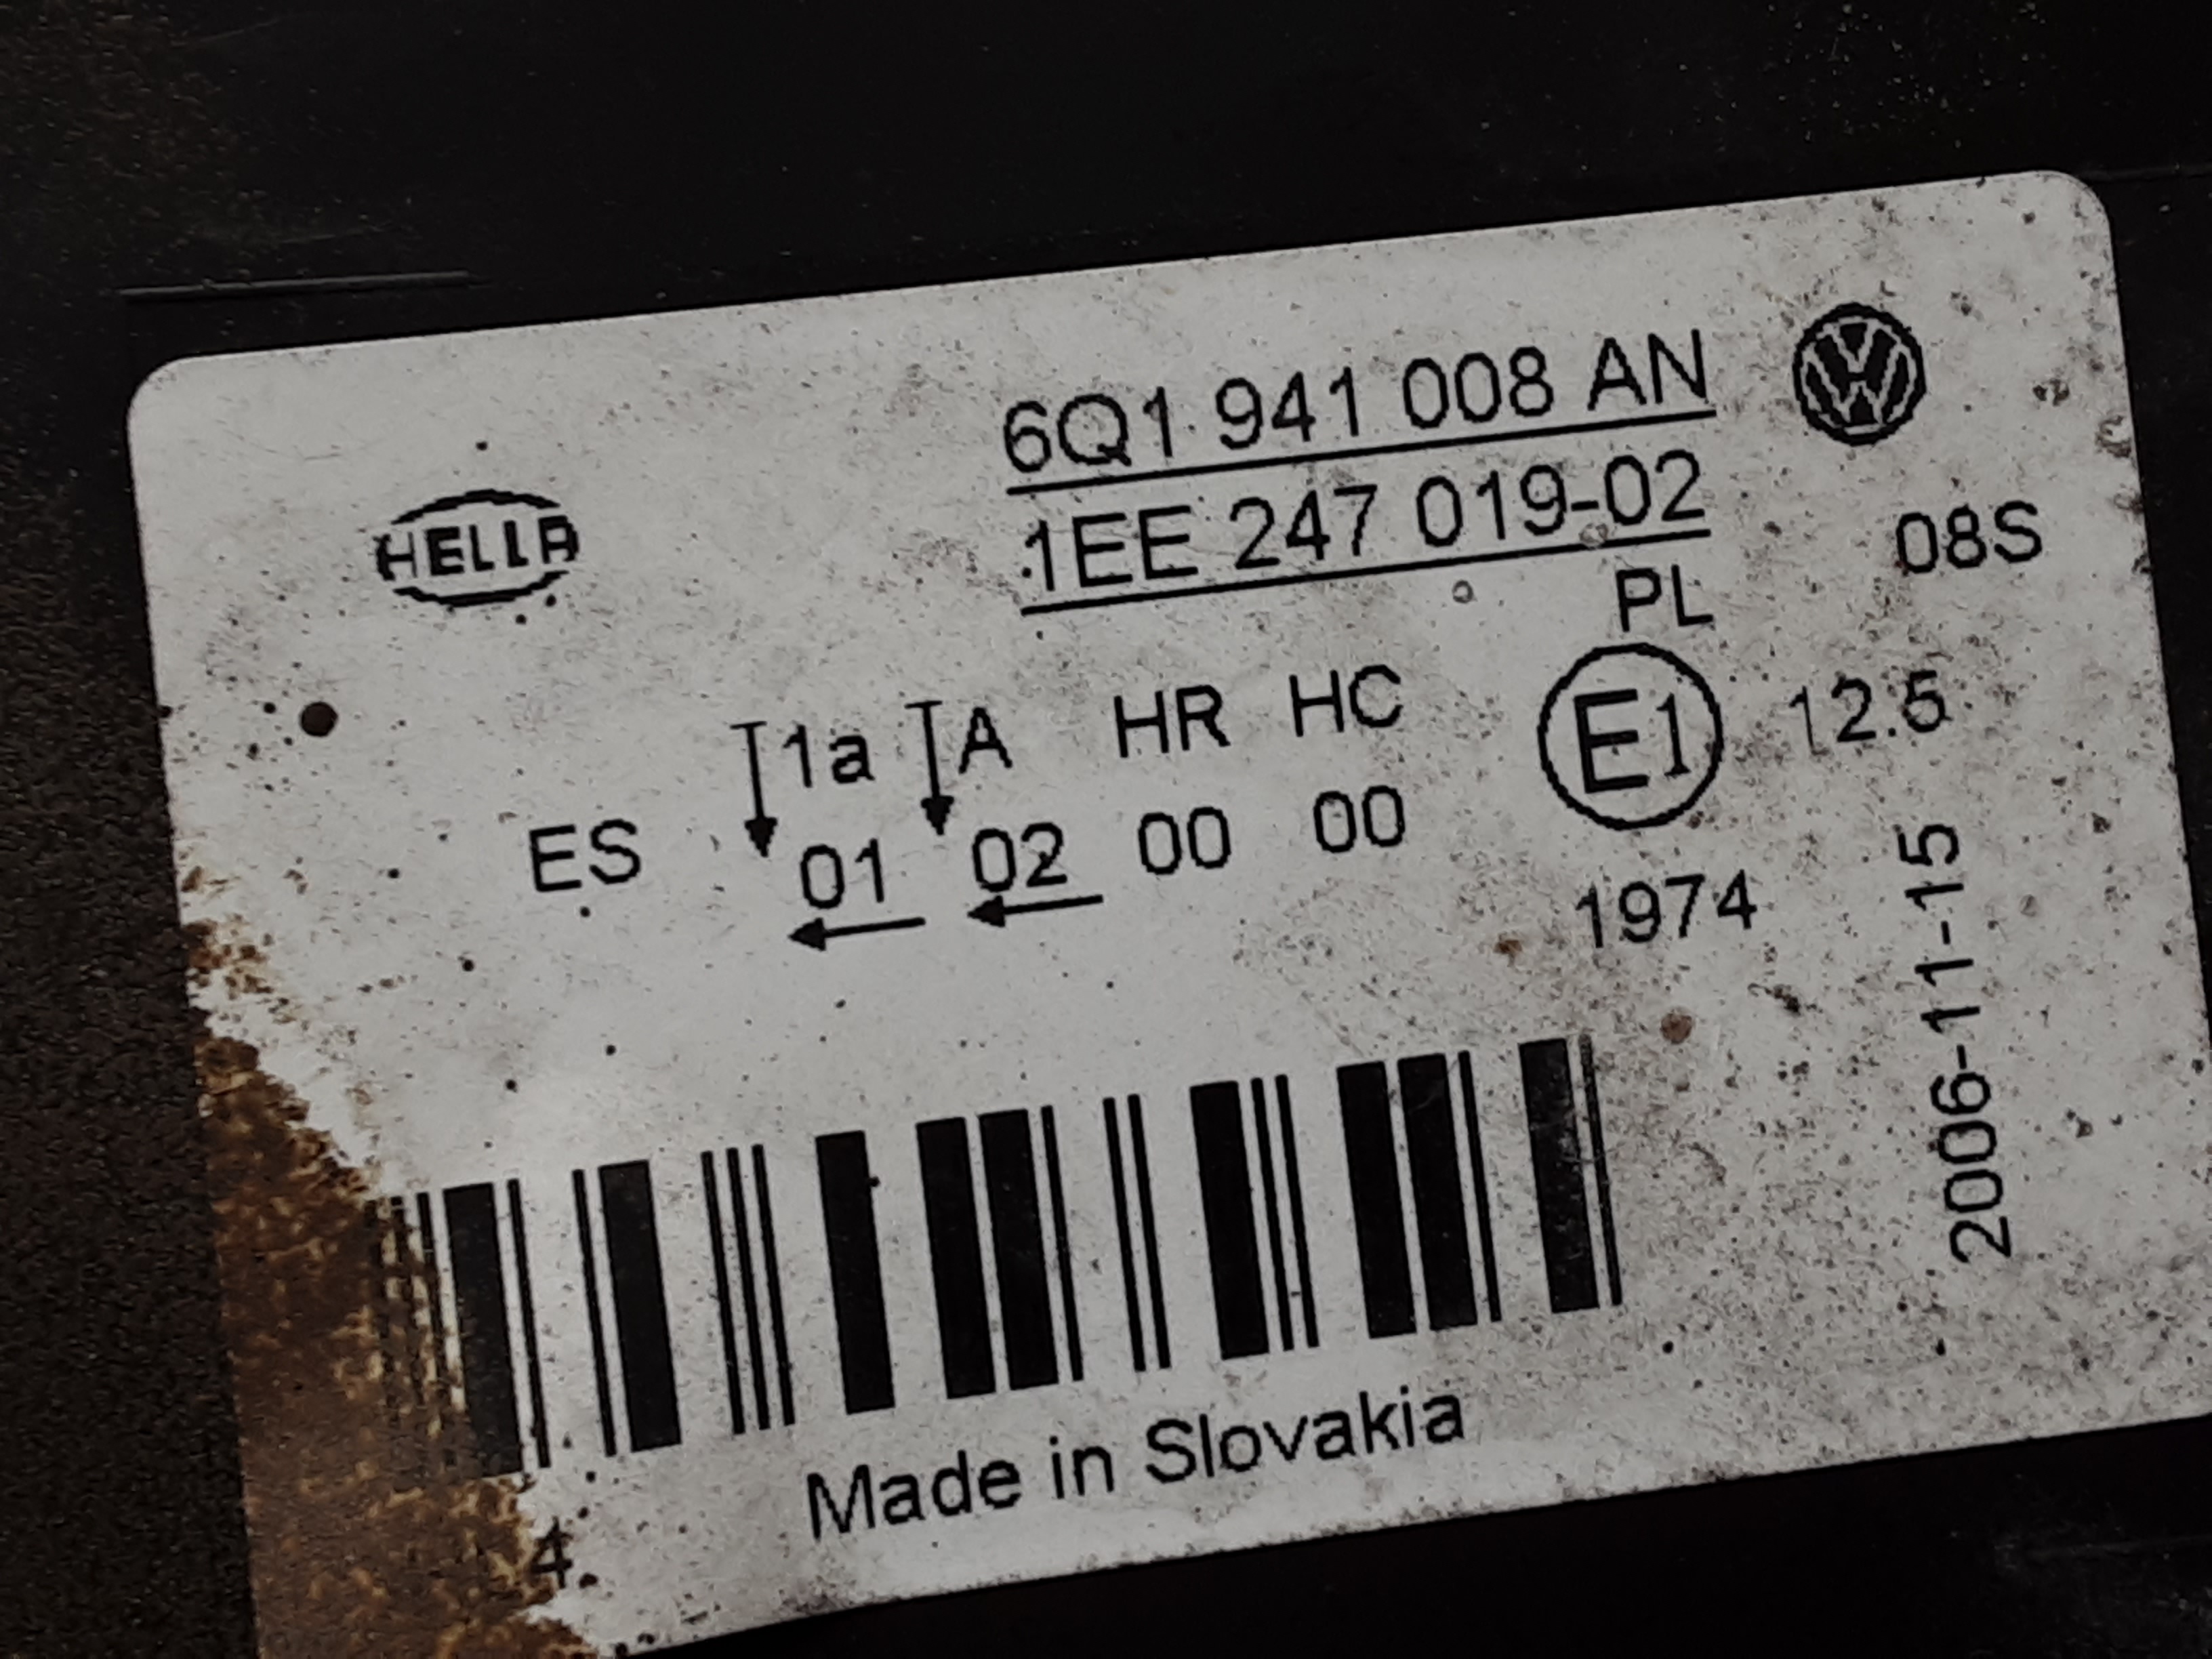 6Q1 941 008 AN
HELLA
1EE 247 019-02
08S
PL
1a A HR HC
E1 12.5
ES 01 02 00 00
1974
2006-11-15
Made in Slovakia
4